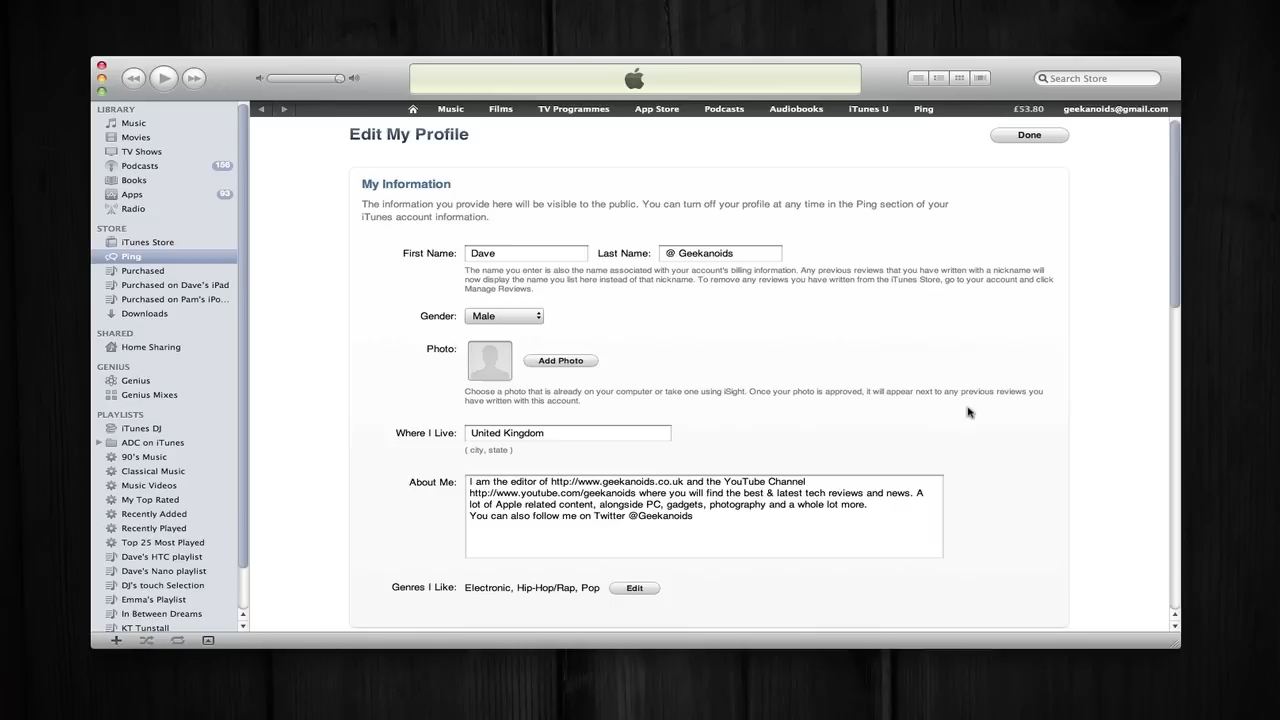 Search Store
LIBRARY
Music
Movies
TV Shows
Podcasts 156
Books
Apps 93
Radio
STORE
iTunes Store
Ping
Purchased
Purchased on Dave's iPad
Purchased on Pam's iPo...
Downloads
SHARED
Home Sharing
GENIUS
Genius
Genius Mixes
PLAYLISTS
iTunes DJ
ADC on iTunes
90's Music
Classical Music
Music Videos
My Top Rated
Recently Added
Recently Played
Top 25 Most Played
Dave's HTC playlist
Dave's Nano playlist
DJ's touch Selection
Emma's Playlist
In Between Dreams
KT Tunstall
Music Films TV Programmes App Store Podcasts Audiobooks iTunes U Ping £53.80 geekanoids@gmail.com
Edit My Profile Done
My Information
The information you provide here will be visible to the public. You can turn off your profile at any time in the Ping section of your
iTunes account information.
First Name: Dave Last Name: @ Geekanoids
The name you enter is also the name associated with your account's billing information. Any previous reviews that you have written with a nickname will
now display the name you list here instead of that nickname. To remove any reviews you have written from the iTunes Store, go to your account and click
Manage Reviews.
Gender: Male
Photo: Add Photo
Choose a photo that is already on your computer or take one using iSight. Once your photo is approved, it will appear next to any previous reviews you
have written with this account.
Where I Live: United Kingdom
( city, state )
About Me: I am the editor of http://www.geekanoids.co.uk and the YouTube Channel
http://www.youtube.com/geekanoids where you will find the best & latest tech reviews and news. A
lot of Apple related content, alongside PC, gadgets, photography and a whole lot more.
You can also follow me on Twitter @Geekanoids
Genres I Like: Electronic, Hip-Hop/Rap, Pop Edit